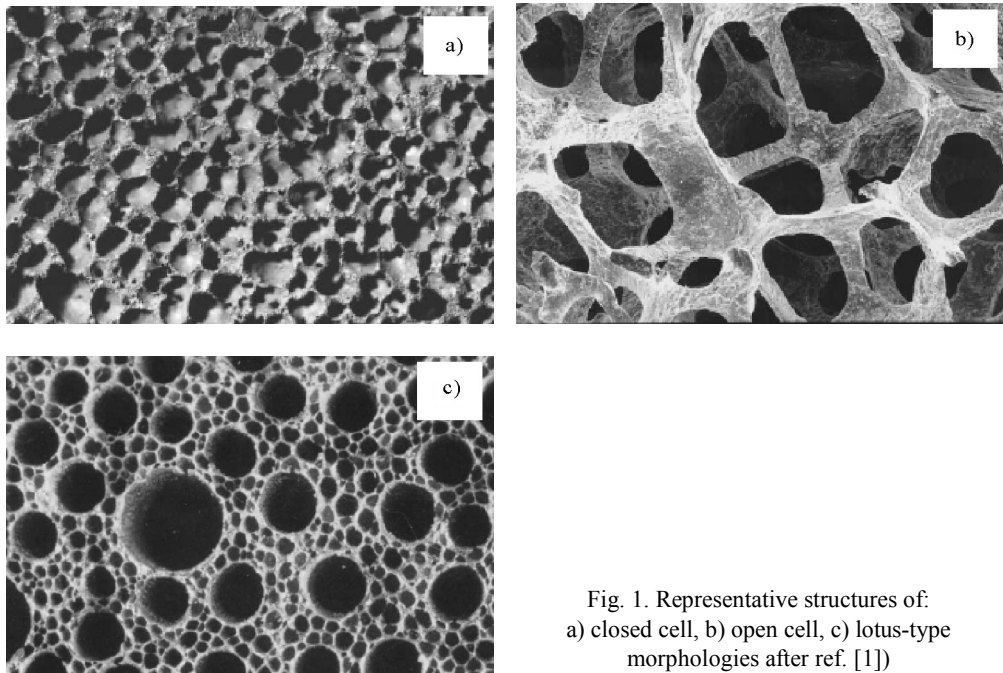 a)
b)
c)
Fig. 1. Representative structures of:
a) closed cell, b) open cell, c) lotus-type
morphologies after ref. [1])